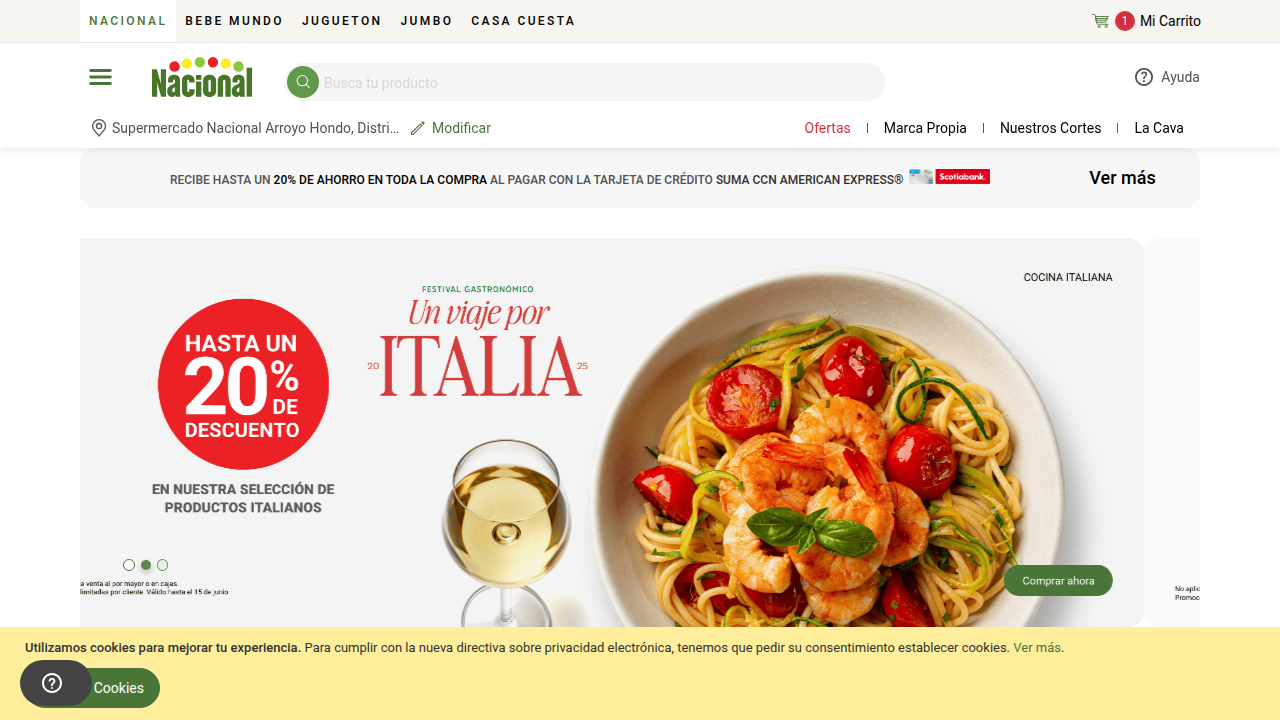 NACIONAL BEBE MUNDO JUGUETON JUMBO CASA CUESTA 1 Mi Carrito
Nacional Busca tu producto Ayuda
Supermercado Nacional Arroyo Hondo, Distri... Modificar Ofertas Marca Propia Nuestros Cortes La Cava
RECIBE HASTA UN 20% DE AHORRO EN TODA LA COMPRA AL PAGAR CON LA TARJETA DE CRÉDITO SUMA CCN AMERICAN EXPRESS® Scotiabank. Ver más
COCINA ITALIANA
FESTIVAL GASTRONÓMICO
Un viaje por
20 ITALIA 25
HASTA UN
20%
DE
DESCUENTO
EN NUESTRA SELECCIÓN DE
PRODUCTOS ITALIANOS
Comprar ahora
a venta al por mayor o en cajas.
limitadas por cliente. Válido hasta el 15 de junio
No aplic
Promoc
Utilizamos cookies para mejorar tu experiencia. Para cumplir con la nueva directiva sobre privacidad electrónica, tenemos que pedir su consentimiento establecer cookies. Ver más.
Cookies